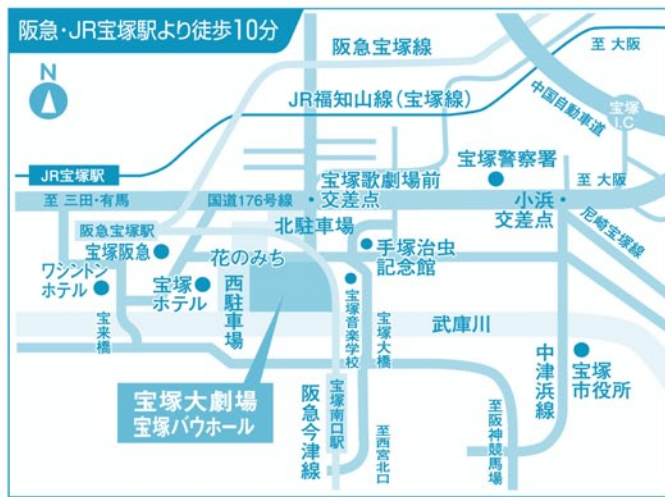 阪急・JR宝塚駅より徒歩10分
N
阪急宝塚線
至 大阪
JR福知山線(宝塚線)
中国自動車道
宝塚
I.C
JR宝塚駅
宝塚警察署
至 大阪
至 三田・有馬
国道176号線
宝塚歌劇場前
交差点
小浜
交差点
尼崎宝塚線
阪急宝塚駅
北駐車場
宝塚阪急
花のみち
手塚治虫
記念館
ワシントン
ホテル
宝塚
ホテル
西駐車場
宝塚音楽学校
宝塚大橋
武庫川
宝来橋
中津浜線
宝塚
市役所
宝塚大劇場
宝塚バウホール
阪急今津線
宝塚南口駅
至西宮北口
至阪神競馬場